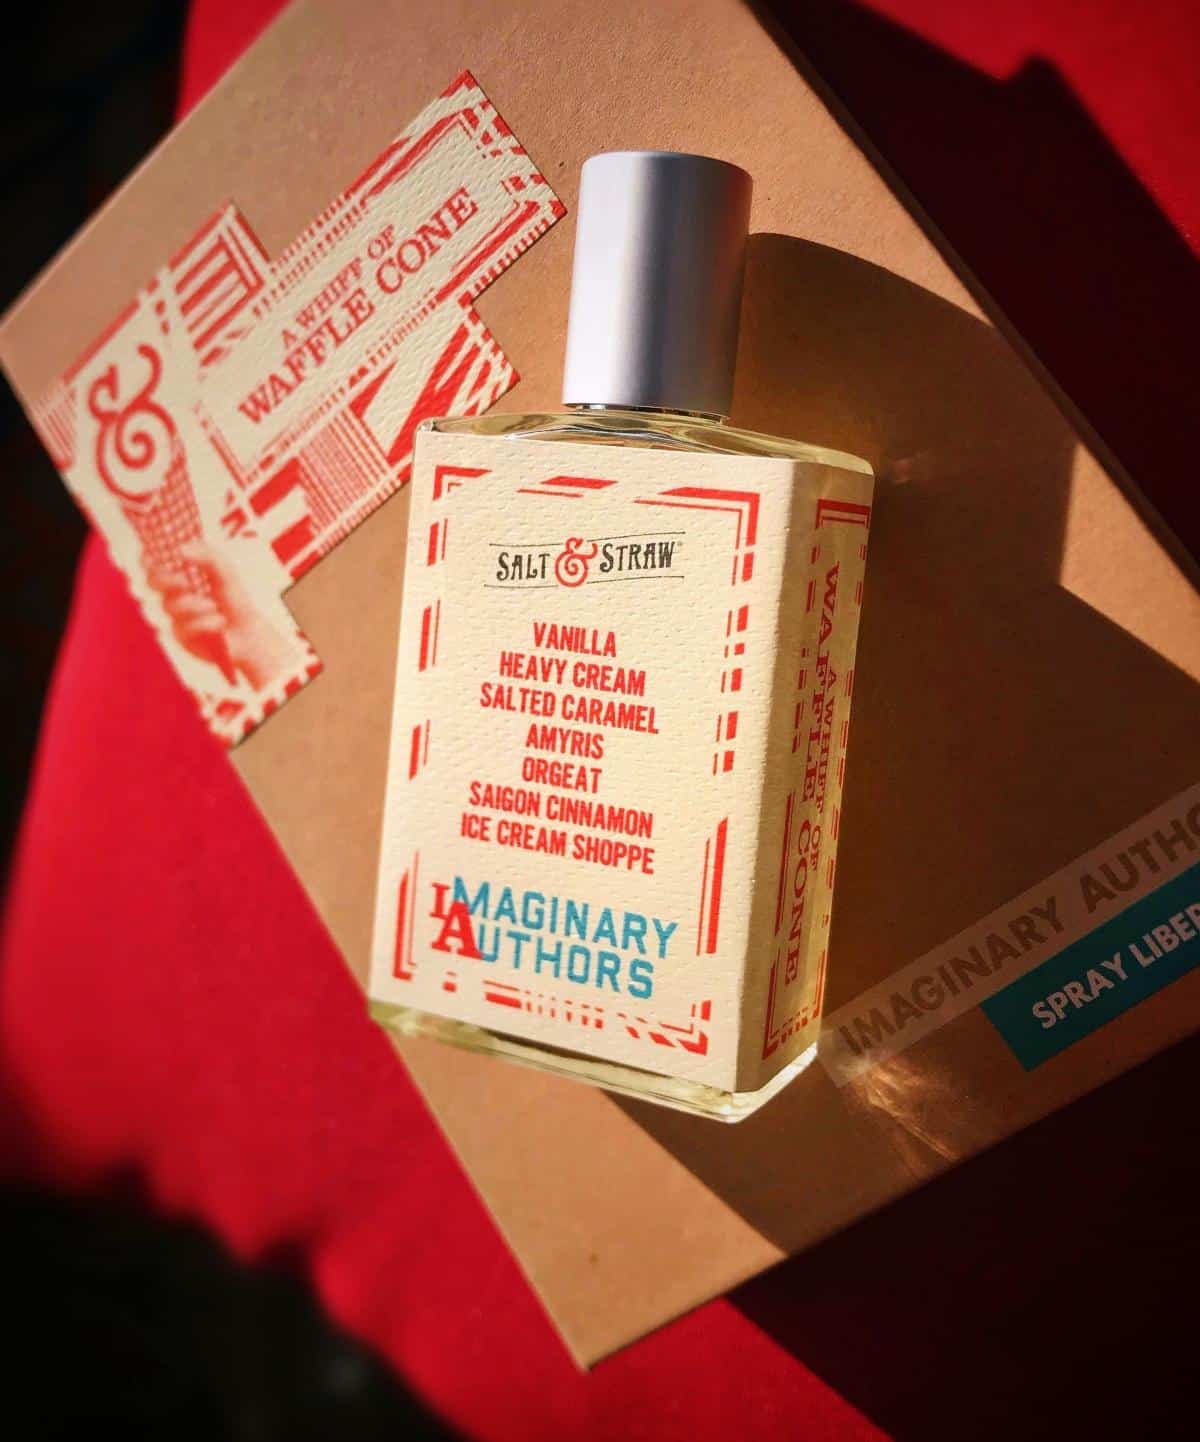 &
A WHIFF OF
WAFFLE CONE
SALT & STRAW
VANILLA
HEAVY CREAM
SALTED CARAMEL
AMYRIS
ORGEAT
SAIGON CINNAMON
ICE CREAM SHOPPE
IMAGINARY
AUTHORS
A WHIFF OF
WAFFLE CONE
IMAGINARY
SPRAY